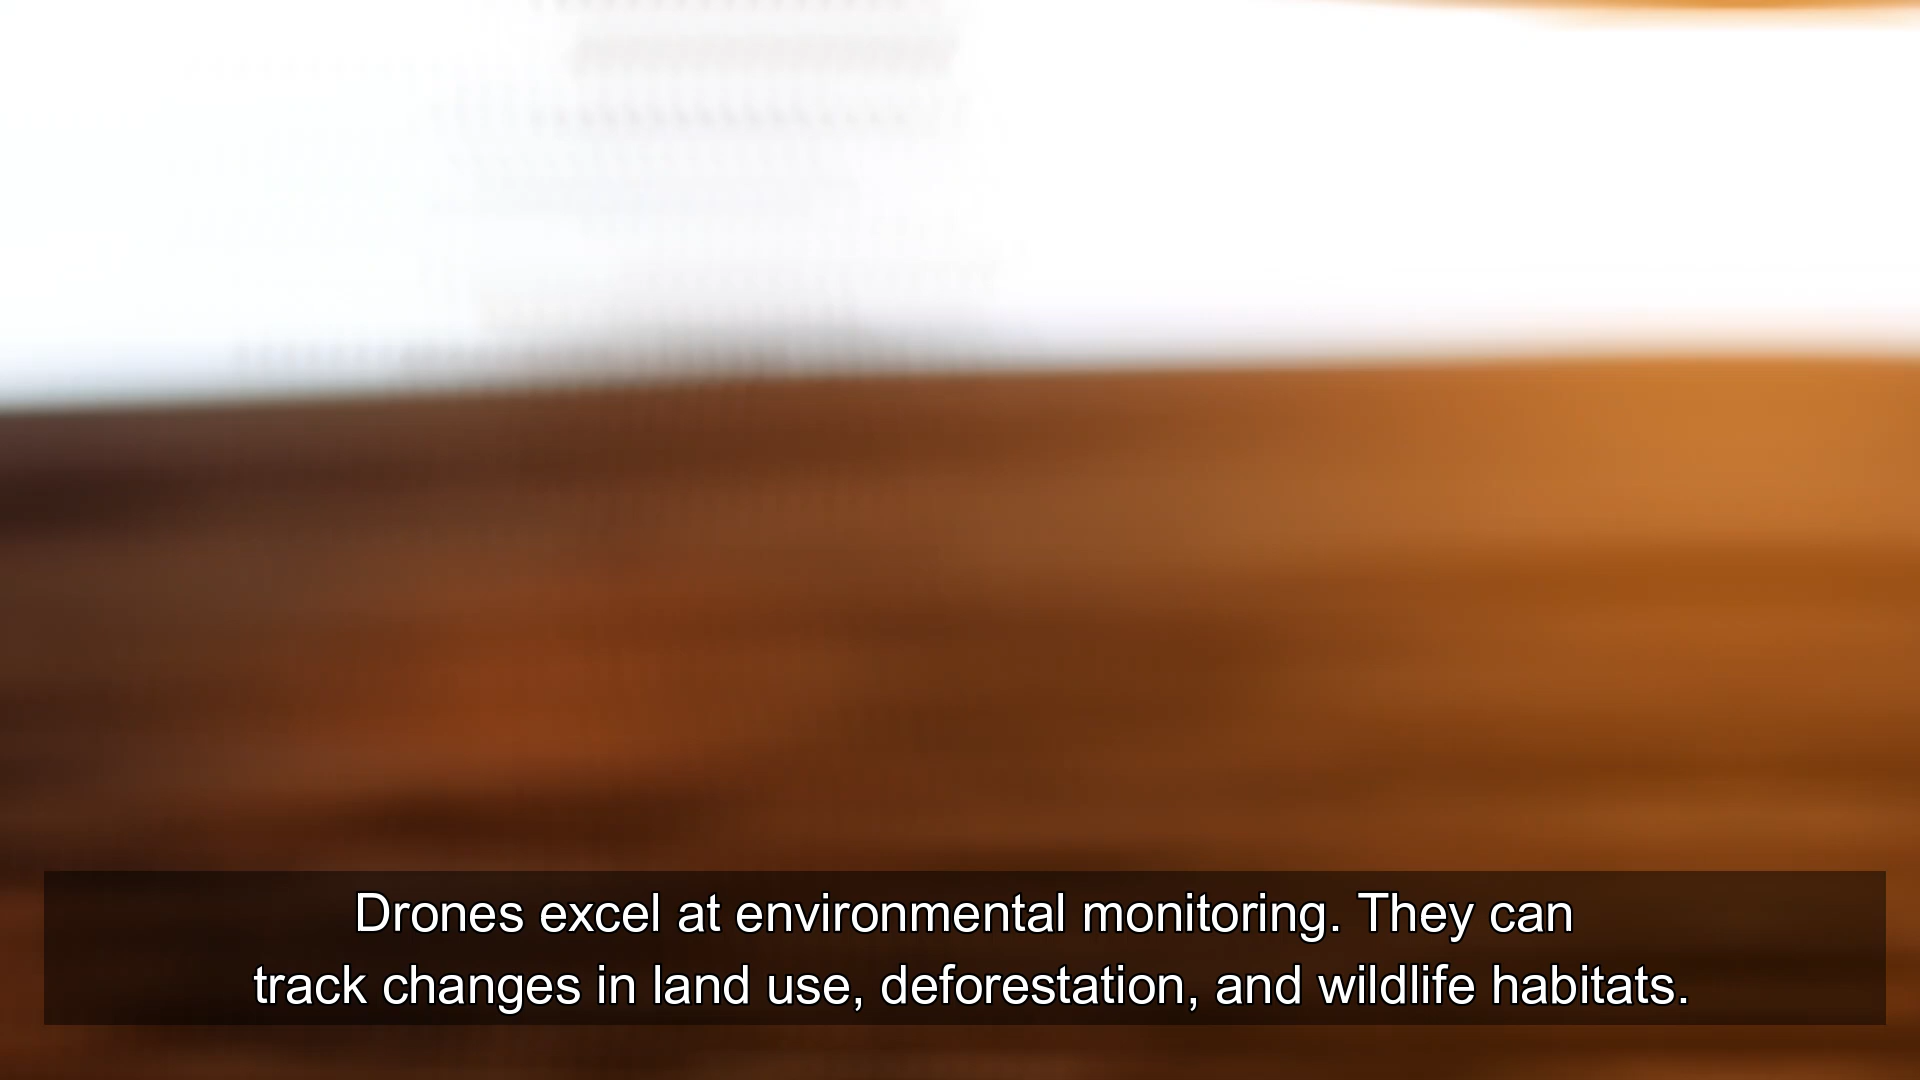 Drones excel at environmental monitoring. They can
track changes in land use, deforestation, and wildlife habitats.